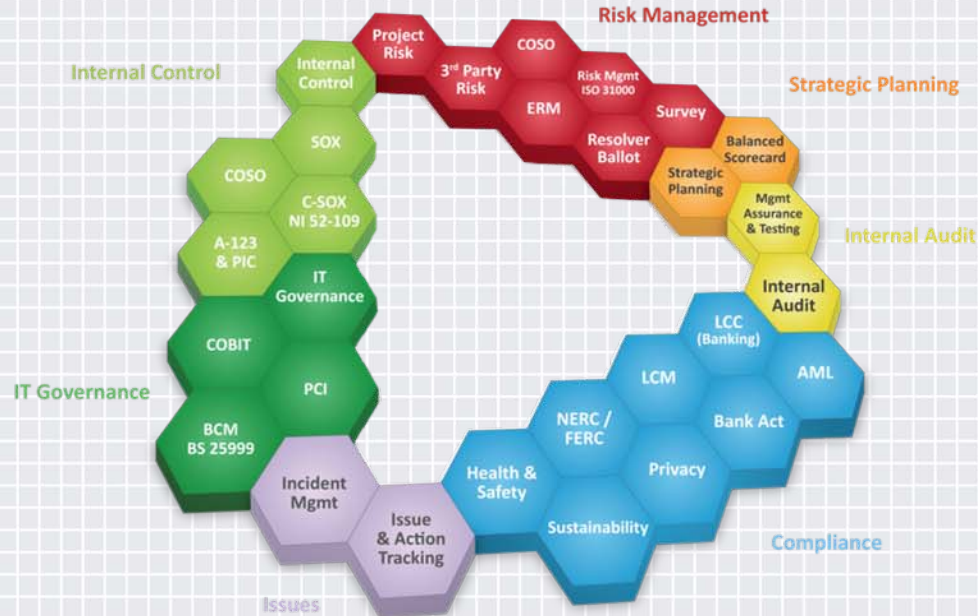 Risk Management
Project
Risk
3rd Party
Risk
COSO
ERM
Risk Mgmt
ISO 31000
Resolver
Ballot
Survey
Strategic Planning
Balanced
Scorecard
Strategic
Planning
Mgmt
Assurance
& Testing
Internal Audit
Internal
Audit
Internal Control
Internal
Control
SOX
COSO
C-SOX
NI 52-109
A-123
& PIC
IT Governance
IT
Governance
COBIT
PCI
BCM
BS 25999
Incident
Mgmt
Issue
& Action
Tracking
Issues
LCC
(Banking)
AML
LCM
Bank Act
NERC /
FERC
Privacy
Health &
Safety
Sustainability
Compliance